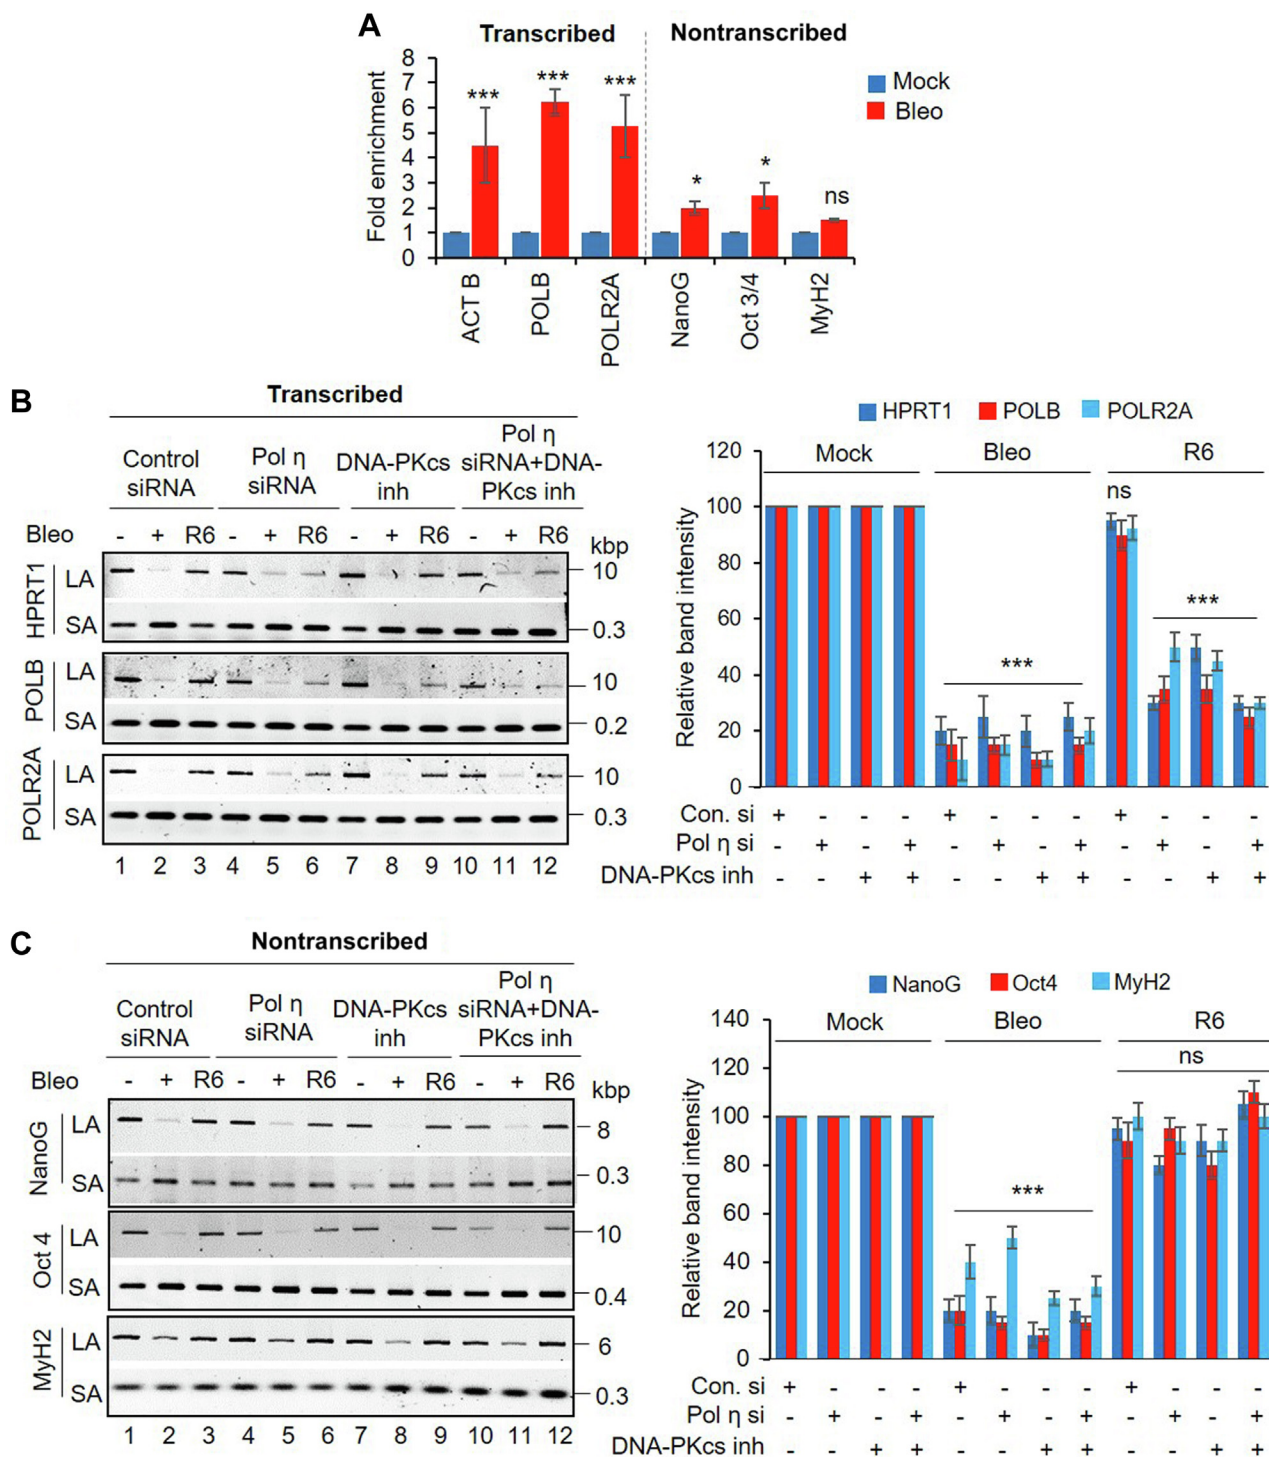 A
Transcribed Nontranscribed
8
7
6
5
4
3
2
1
0
Fold enrichment
*** *** *** * * ns
Mock
Bleo
ACT B
POLB
POLR2A
NanoG
Oct 3/4
MyH2
B
Transcribed
Control siRNA
Pol η siRNA
DNA-PKcs inh
Pol η siRNA+DNA-PKcs inh
Bleo - + R6 - + R6 - + R6 - + R6 kbp
HPRT1 LA 10
SA 0.3
POLB LA 10
SA 0.2
POLR2A LA 10
SA 0.3
1 2 3 4 5 6 7 8 9 10 11 12
HPRT1 POLB POLR2A
120
100
80
60
40
20
0
Relative band intensity
Mock Bleo R6
ns
***
***
Con. si + - - - + - - - + - - -
Pol η si - + - + - + - + - + - +
DNA-PKcs inh - - + + - - + + - - + +
C
Nontranscribed
Control siRNA
Pol η siRNA
DNA-PKcs inh
Pol η siRNA+DNA-PKcs inh
Bleo - + R6 - + R6 - + R6 - + R6 kbp
NanoG LA 8
SA 0.3
Oct 4 LA 10
SA 0.4
MyH2 LA 6
SA 0.3
1 2 3 4 5 6 7 8 9 10 11 12
NanoG Oct4 MyH2
140
120
100
80
60
40
20
0
Relative band intensity
Mock Bleo R6
ns
***
Con. si + - - - + - - - + - - -
Pol η si - + - + - + - + - + - +
DNA-PKcs inh - - + + - - + + - - + +